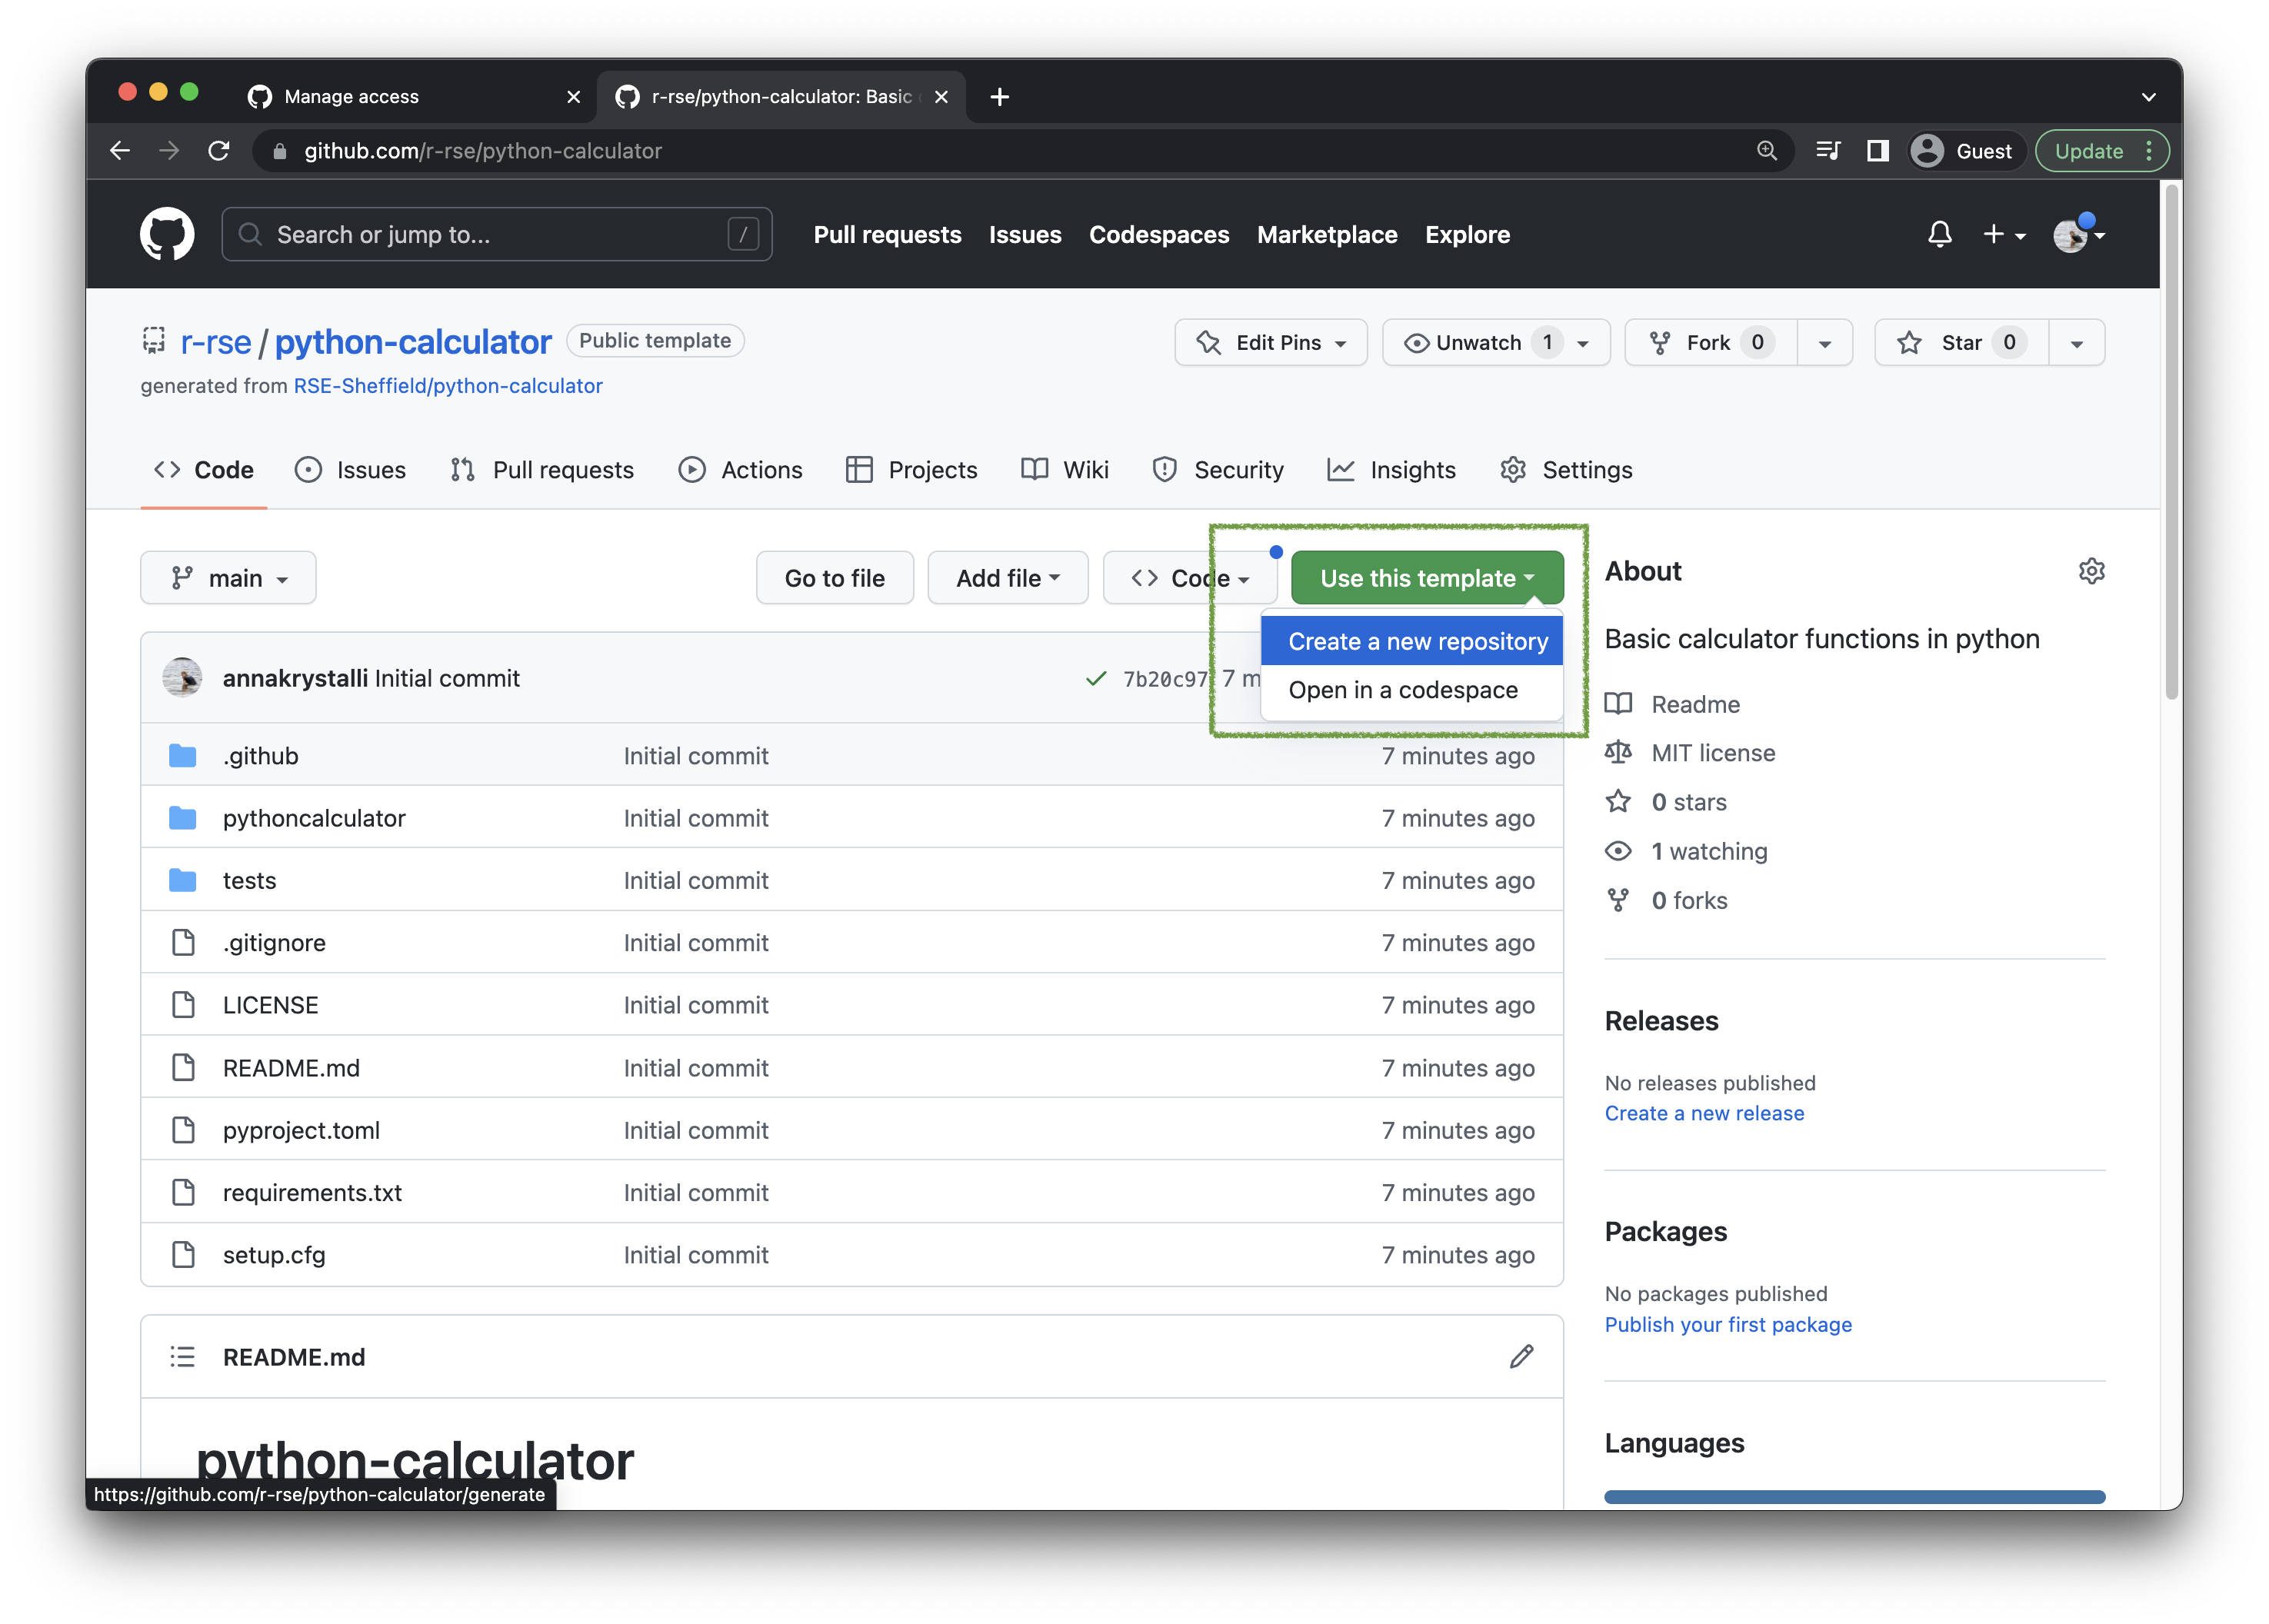 Manage access
r-rse/python-calculator: Basic
github.com/r-rse/python-calculator
Guest
Update
Search or jump to...
/
Pull requests
Issues
Codespaces
Marketplace
Explore
r-rse / python-calculator
Public template
Edit Pins
Unwatch 1
Fork 0
Star 0
generated from RSE-Sheffield/python-calculator
Code
Issues
Pull requests
Actions
Projects
Wiki
Security
Insights
Settings
main
Go to file
Add file
Code
Use this template
Create a new repository
Open in a codespace
annakrystalli Initial commit
7b20c97 7 m
.github Initial commit 7 minutes ago
pythoncalculator Initial commit 7 minutes ago
tests Initial commit 7 minutes ago
.gitignore Initial commit 7 minutes ago
LICENSE Initial commit 7 minutes ago
README.md Initial commit 7 minutes ago
pyproject.toml Initial commit 7 minutes ago
requirements.txt Initial commit 7 minutes ago
setup.cfg Initial commit 7 minutes ago
README.md
python-calculator
https://github.com/r-rse/python-calculator/generate
About
Basic calculator functions in python
Readme
MIT license
0 stars
1 watching
0 forks
Releases
No releases published
Create a new release
Packages
No packages published
Publish your first package
Languages